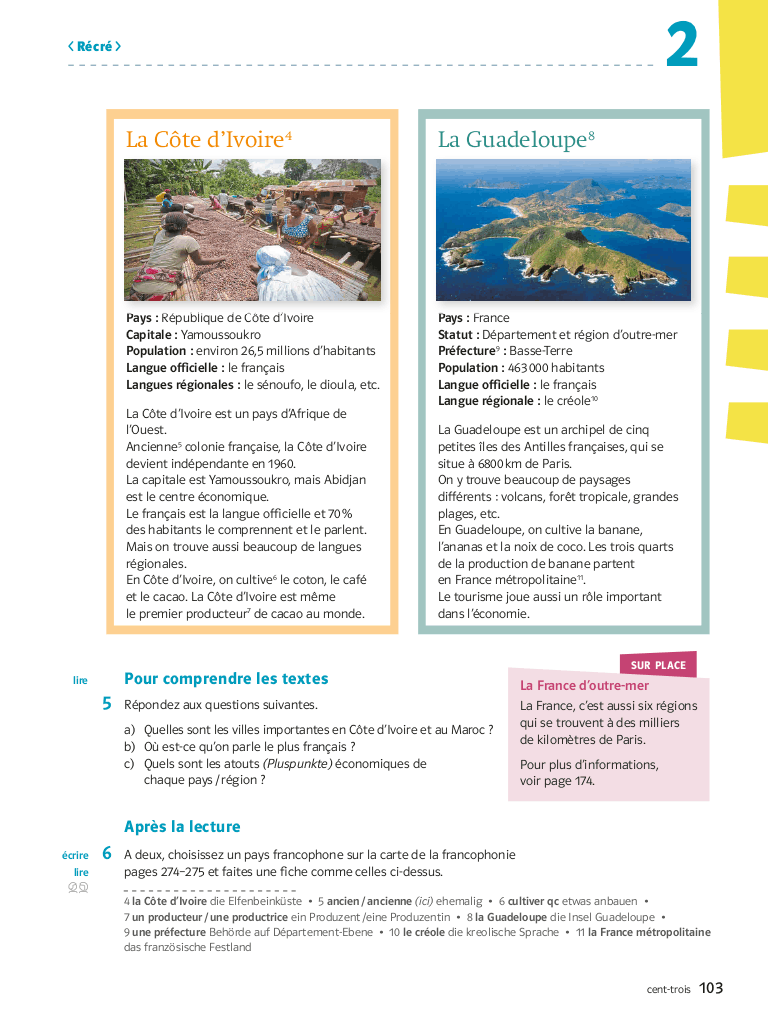 ‹ Récré ›
2
La Côte d’Ivoire⁴
Pays : République de Côte d’Ivoire
Capitale : Yamoussoukro
Population : environ 26,5 millions d’habitants
Langue officielle : le français
Langues régionales : le sénoufo, le dioula, etc.
La Côte d’Ivoire est un pays d’Afrique de
l’Ouest.
Ancienne⁵ colonie française, la Côte d’Ivoire
devient indépendante en 1960.
La capitale est Yamoussoukro, mais Abidjan
est le centre économique.
Le français est la langue officielle et 70 %
des habitants le comprennent et le parlent.
Mais on trouve aussi beaucoup de langues
régionales.
En Côte d’Ivoire, on cultive⁶ le coton, le café
et le cacao. La Côte d’Ivoire est même
le premier producteur⁷ de cacao au monde.
La Guadeloupe⁸
Pays : France
Statut : Département et région d’outre-mer
Préfecture⁹ : Basse-Terre
Population : 463 000 habitants
Langue officielle : le français
Langue régionale : le créole¹⁰
La Guadeloupe est un archipel de cinq
petites îles des Antilles françaises, qui se
situe à 6800 km de Paris.
On y trouve beaucoup de paysages
différents : volcans, forêt tropicale, grandes
plages, etc.
En Guadeloupe, on cultive la banane,
l’ananas et la noix de coco. Les trois quarts
de la production de banane partent
en France métropolitaine¹¹.
Le tourisme joue aussi un rôle important
dans l’économie.
lire
Pour comprendre les textes
5 Répondez aux questions suivantes.
a) Quelles sont les villes importantes en Côte d’Ivoire et au Maroc ?
b) Où est-ce qu’on parle le plus français ?
c) Quels sont les atouts (Pluspunkte) économiques de
chaque pays / région ?
SUR PLACE
La France d’outre-mer
La France, c’est aussi six régions
qui se trouvent à des milliers
de kilomètres de Paris.
Pour plus d’informations,
voir page 174.
Après la lecture
écrire
lire
6 A deux, choisissez un pays francophone sur la carte de la francophonie
pages 274–275 et faites une fiche comme celles ci-dessus.
4 la Côte d’Ivoire die Elfenbeinküste • 5 ancien / ancienne (ici) ehemalig • 6 cultiver qc etwas anbauen •
7 un producteur / une productrice ein Produzent / eine Produzentin • 8 la Guadeloupe die Insel Guadeloupe •
9 une préfecture Behörde auf Département-Ebene • 10 le créole die kreolische Sprache • 11 la France métropolitaine
das französische Festland
cent-trois 103